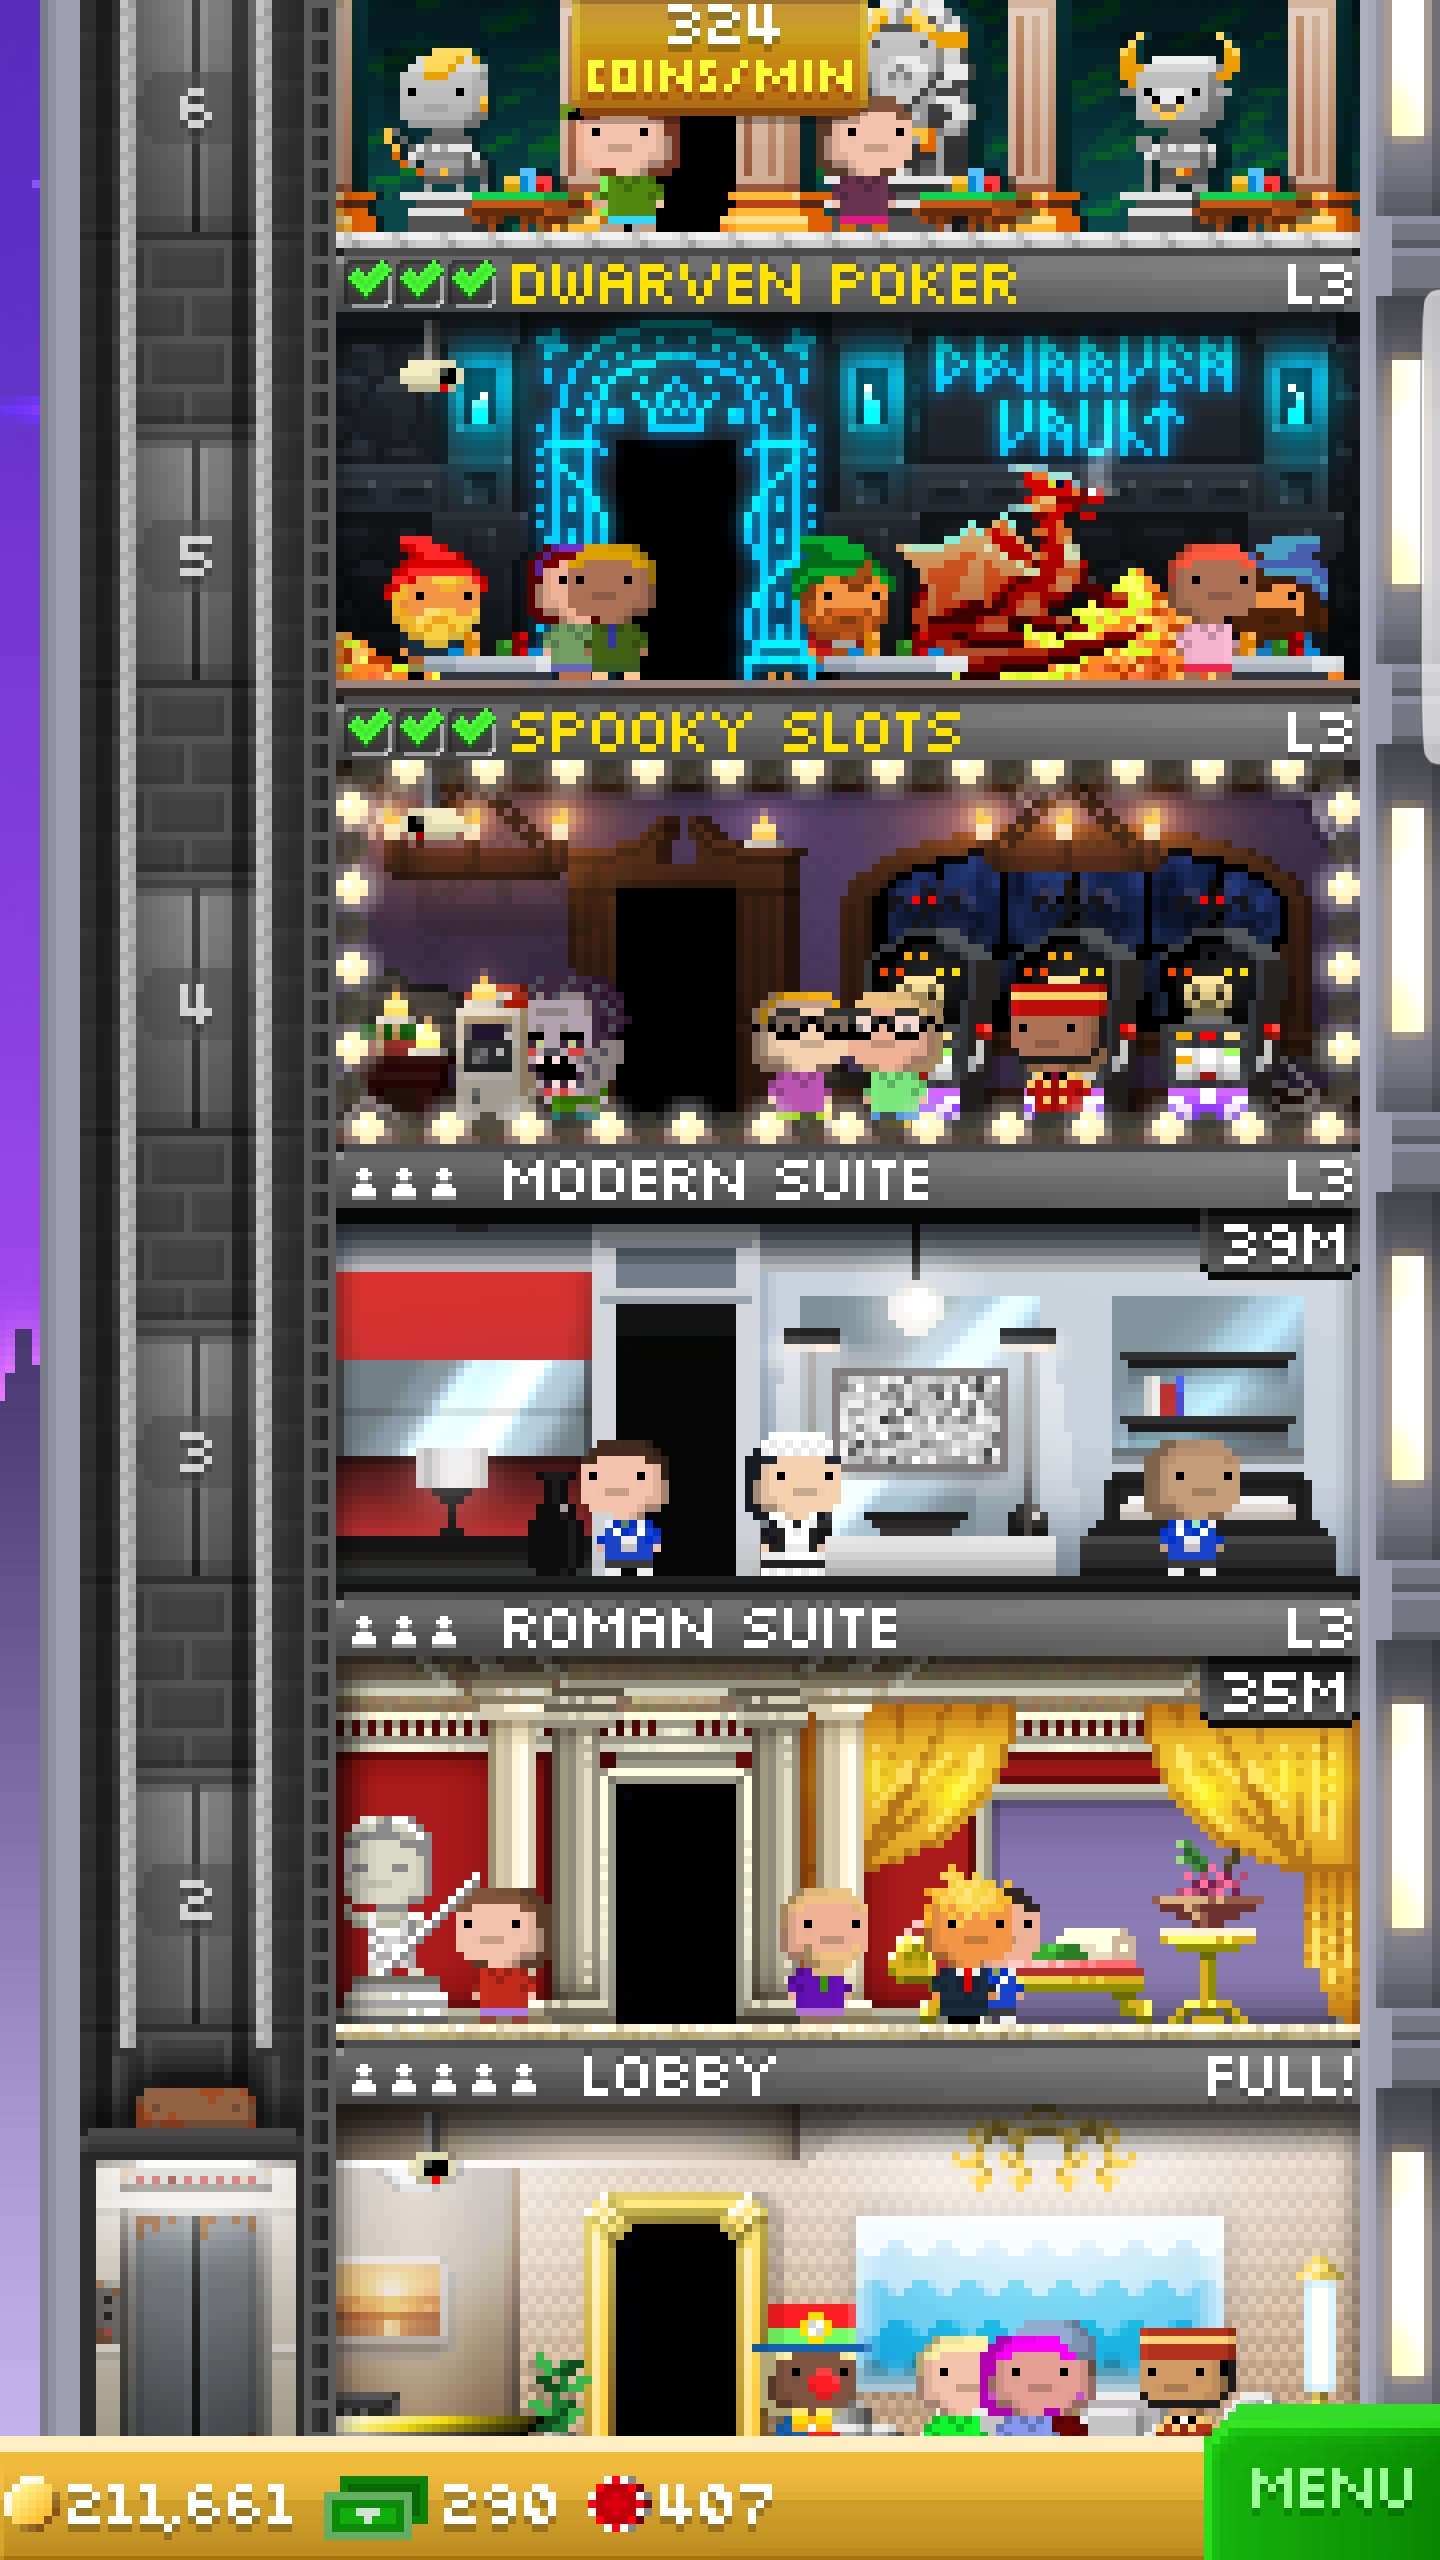 324
COINS/MIN
6
DWARVEN POKER L3
DWARVEN
VAULT
5
SPOOKY SLOTS L3
4
MODERN SUITE L3
39M
3
ROMAN SUITE L3
35M
2
LOBBY FULL!
211,661 290 407 MENU